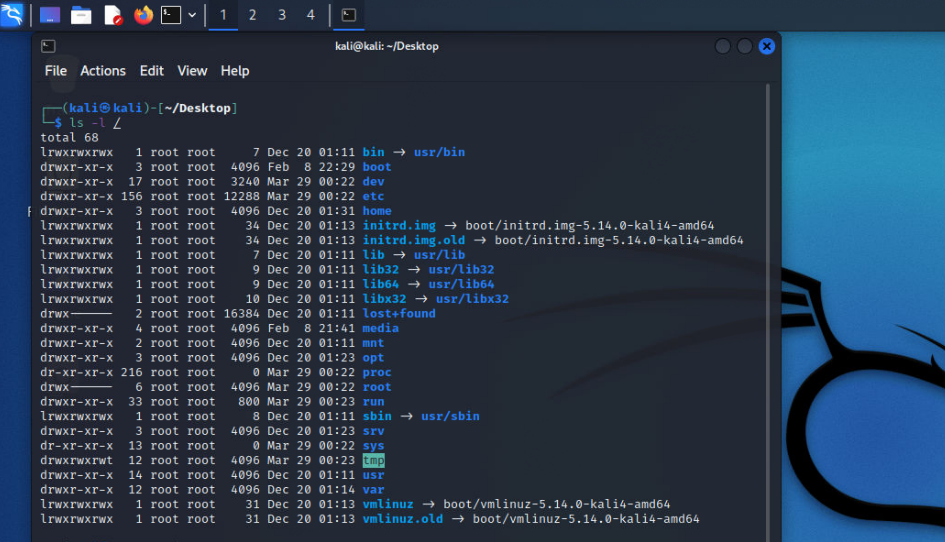 1 2 3 4
kali@kali: ~/Desktop
File Actions Edit View Help
┌──(kali㉿kali)-[~/Desktop]
└─$ ls -l /
total 68
lrwxrwxrwx   1 root root     7 Dec 20 01:11 bin → usr/bin
drwxr-xr-x   3 root root  4096 Feb  8 22:29 boot
drwxr-xr-x  17 root root  3240 Mar 29 00:22 dev
drwxr-xr-x 156 root root 12288 Mar 29 00:22 etc
drwxr-xr-x   3 root root  4096 Dec 20 01:31 home
lrwxrwxrwx   1 root root    34 Dec 20 01:13 initrd.img → boot/initrd.img-5.14.0-kali4-amd64
lrwxrwxrwx   1 root root    34 Dec 20 01:13 initrd.img.old → boot/initrd.img-5.14.0-kali4-amd64
lrwxrwxrwx   1 root root     7 Dec 20 01:11 lib → usr/lib
lrwxrwxrwx   1 root root     9 Dec 20 01:11 lib32 → usr/lib32
lrwxrwxrwx   1 root root     9 Dec 20 01:11 lib64 → usr/lib64
lrwxrwxrwx   1 root root    10 Dec 20 01:11 libx32 → usr/libx32
drwx------   2 root root 16384 Dec 20 01:11 lost+found
drwxr-xr-x   4 root root  4096 Feb  8 21:41 media
drwxr-xr-x   2 root root  4096 Dec 20 01:11 mnt
drwxr-xr-x   3 root root  4096 Dec 20 01:23 opt
dr-xr-xr-x 216 root root     0 Mar 29 00:22 proc
drwx------   6 root root  4096 Mar 29 00:22 root
drwxr-xr-x  33 root root   800 Mar 29 00:23 run
lrwxrwxrwx   1 root root     8 Dec 20 01:11 sbin → usr/sbin
drwxr-xr-x   3 root root  4096 Dec 20 01:23 srv
dr-xr-xr-x  13 root root     0 Mar 29 00:22 sys
drwxrwxrwt  12 root root  4096 Mar 29 00:23 tmp
drwxr-xr-x  14 root root  4096 Dec 20 01:11 usr
drwxr-xr-x  12 root root  4096 Dec 20 01:14 var
lrwxrwxrwx   1 root root    31 Dec 20 01:13 vmlinuz → boot/vmlinuz-5.14.0-kali4-amd64
lrwxrwxrwx   1 root root    31 Dec 20 01:13 vmlinuz.old → boot/vmlinuz-5.14.0-kali4-amd64